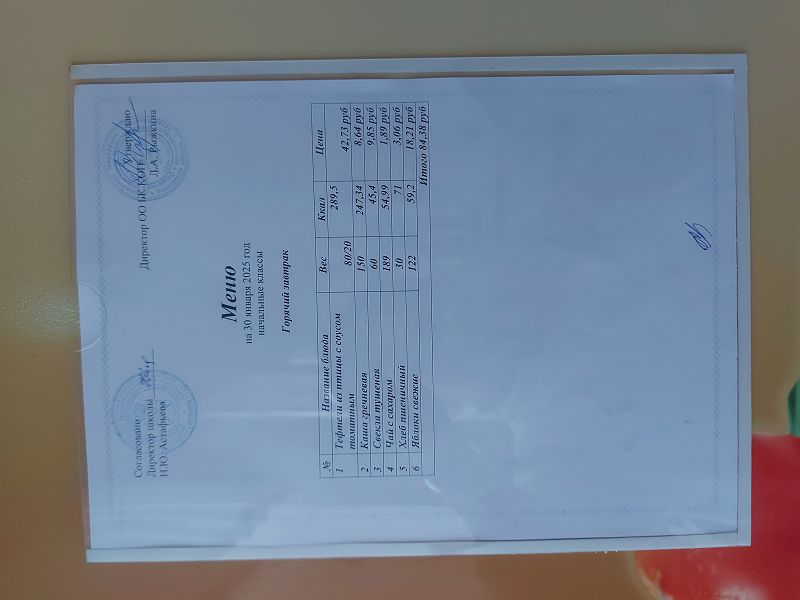 Согласовано
Директор школы
Н.Ю. Астафьева
Утверждаю
Директор ОО БК КОП
Л.А. Рыжкина
Меню
на 30 января 2025 год
начальные классы
Горячий завтрак
№ Название блюда Вес Ккал Цена
1 Тефтели из птицы с соусом томатным 80/20 289,5 42,73 руб
2 Каша гречневая 150 247,34 8,64 руб
3 Свекла тушеная 60 45,4 9,85 руб
4 Чай с сахаром 189 54,99 1,89 руб
5 Хлеб пшеничный 30 71 3,06 руб
6 Яблоки свежие 122 59,2 18,21 руб
Итого 84,38 руб